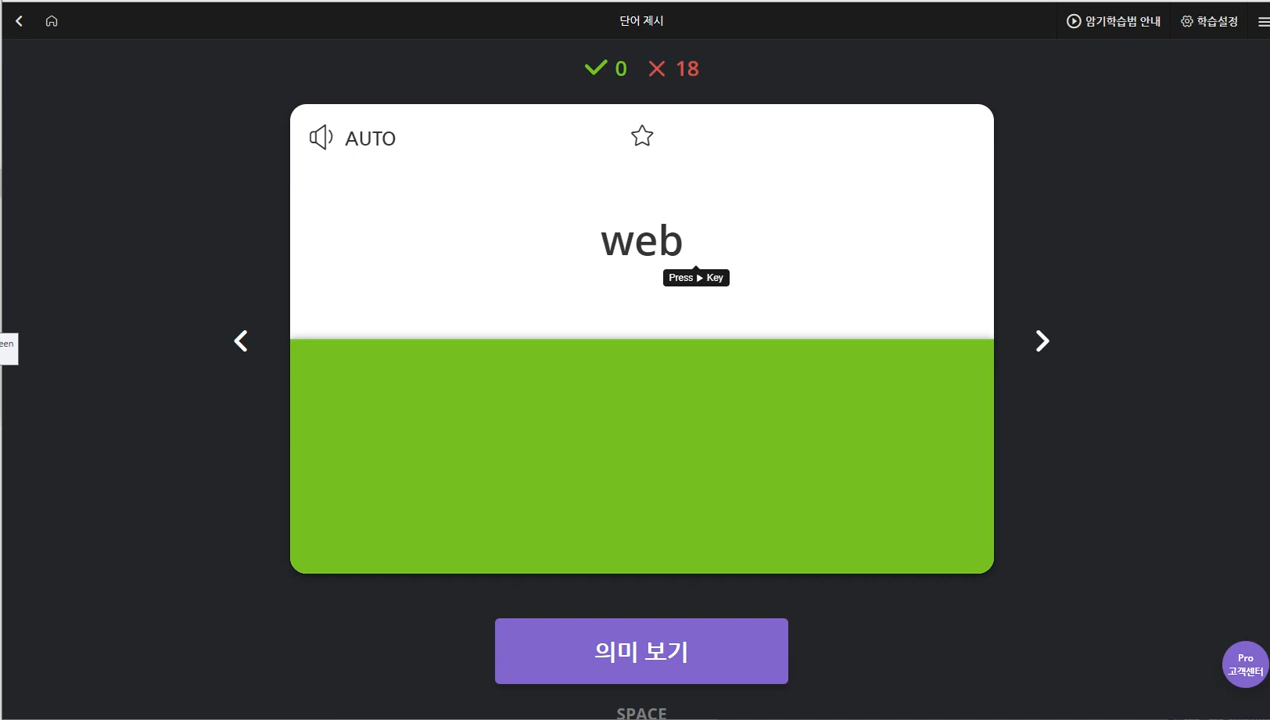 단어 제시
암기학습법 안내
학습설정
0
18
AUTO
web
Press ▶ Key
een
의미 보기
SPACE
Pro
고객센터